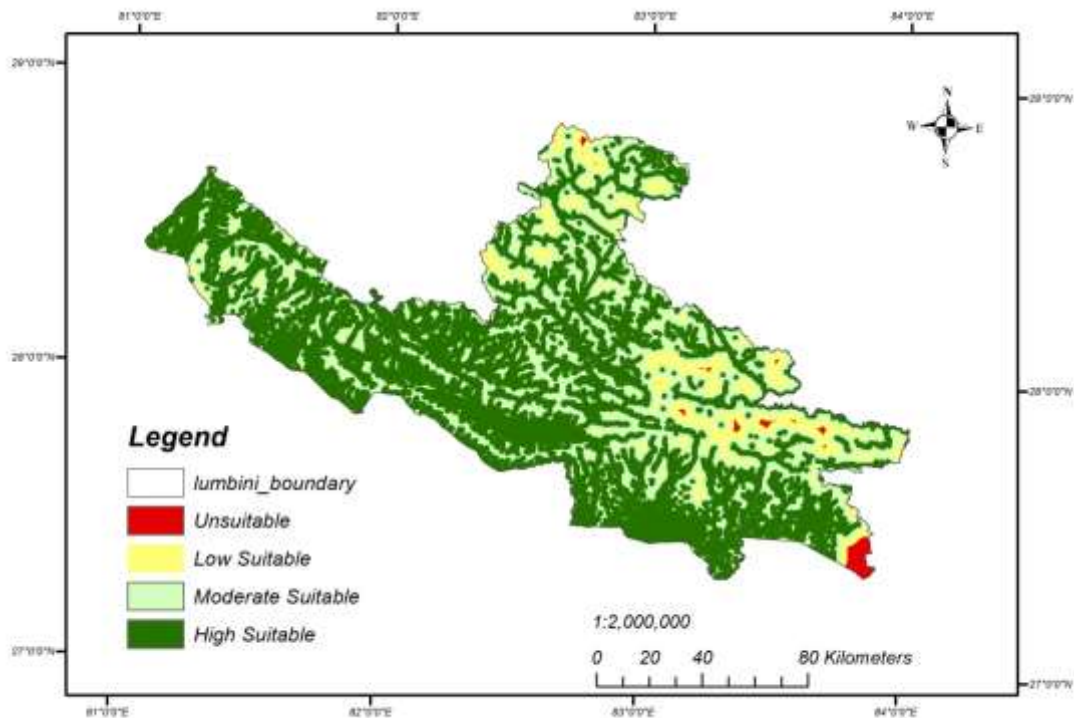 81°0'0"E 82°0'0"E 83°0'0"E 84°0'0"E
29°0'0"N
29°0'0"N
N
W E
S
28°0'0"N
28°0'0"N
Legend
lumbini_boundary
Unsuitable
Low Suitable
Moderate Suitable
High Suitable
1:2,000,000
0 20 40 80 Kilometers
27°0'0"N
27°0'0"N
81°0'0"E 82°0'0"E 83°0'0"E 84°0'0"E